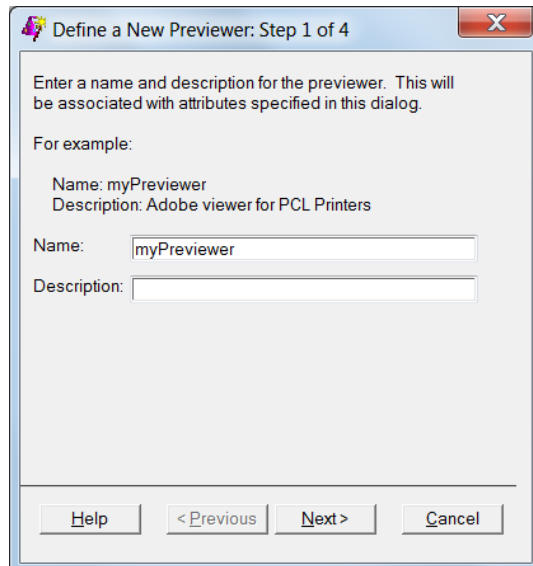 Define a New Previewer: Step 1 of 4
X
Enter a name and description for the previewer.  This will
be associated with attributes specified in this dialog.
For example:
Name: myPreviewer
Description: Adobe viewer for PCL Printers
Name: myPreviewer
Description:
Help < Previous Next > Cancel